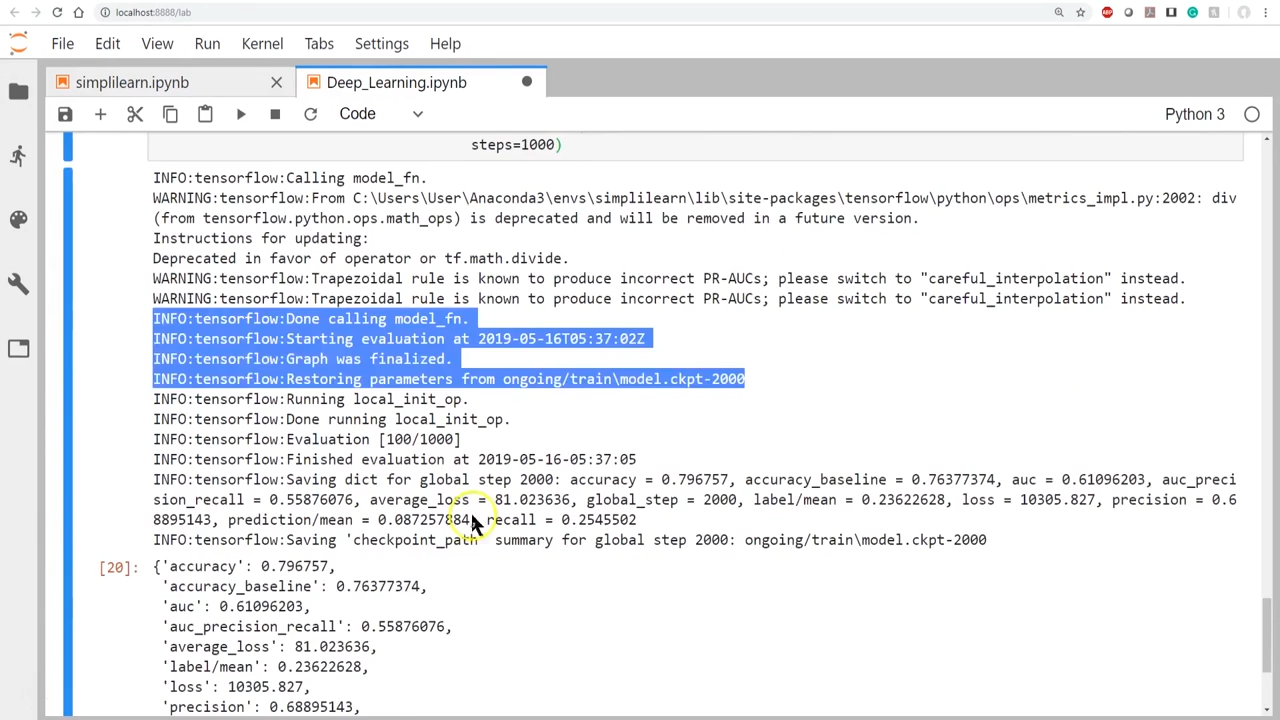 localhost:8888/lab
File Edit View Run Kernel Tabs Settings Help
simplilearn.ipynb Deep_Learning.ipynb
Code Python 3
steps=1000)
INFO:tensorflow:Calling model_fn.
WARNING:tensorflow:From C:\Users\User\Anaconda3\envs\simplilearn\lib\site-packages\tensorflow\python\ops\metrics_impl.py:2002: div
(from tensorflow.python.ops.math_ops) is deprecated and will be removed in a future version.
Instructions for updating:
Deprecated in favor of operator or tf.math.divide.
WARNING:tensorflow:Trapezoidal rule is known to produce incorrect PR-AUCs; please switch to "careful_interpolation" instead.
WARNING:tensorflow:Trapezoidal rule is known to produce incorrect PR-AUCs; please switch to "careful_interpolation" instead.
INFO:tensorflow:Done calling model_fn.
INFO:tensorflow:Starting evaluation at 2019-05-16T05:37:02Z
INFO:tensorflow:Graph was finalized.
INFO:tensorflow:Restoring parameters from ongoing/train\model.ckpt-2000
INFO:tensorflow:Running local_init_op.
INFO:tensorflow:Done running local_init_op.
INFO:tensorflow:Evaluation [100/1000]
INFO:tensorflow:Finished evaluation at 2019-05-16-05:37:05
INFO:tensorflow:Saving dict for global step 2000: accuracy = 0.796757, accuracy_baseline = 0.76377374, auc = 0.61096203, auc_preci
sion_recall = 0.55876076, average_loss = 81.023636, global_step = 2000, label/mean = 0.23622628, loss = 10305.827, precision = 0.6
8895143, prediction/mean = 0.087257884, recall = 0.2545502
INFO:tensorflow:Saving 'checkpoint_path' summary for global step 2000: ongoing/train\model.ckpt-2000
[20]: {'accuracy': 0.796757,
'accuracy_baseline': 0.76377374,
'auc': 0.61096203,
'auc_precision_recall': 0.55876076,
'average_loss': 81.023636,
'label/mean': 0.23622628,
'loss': 10305.827,
'precision': 0.68895143,